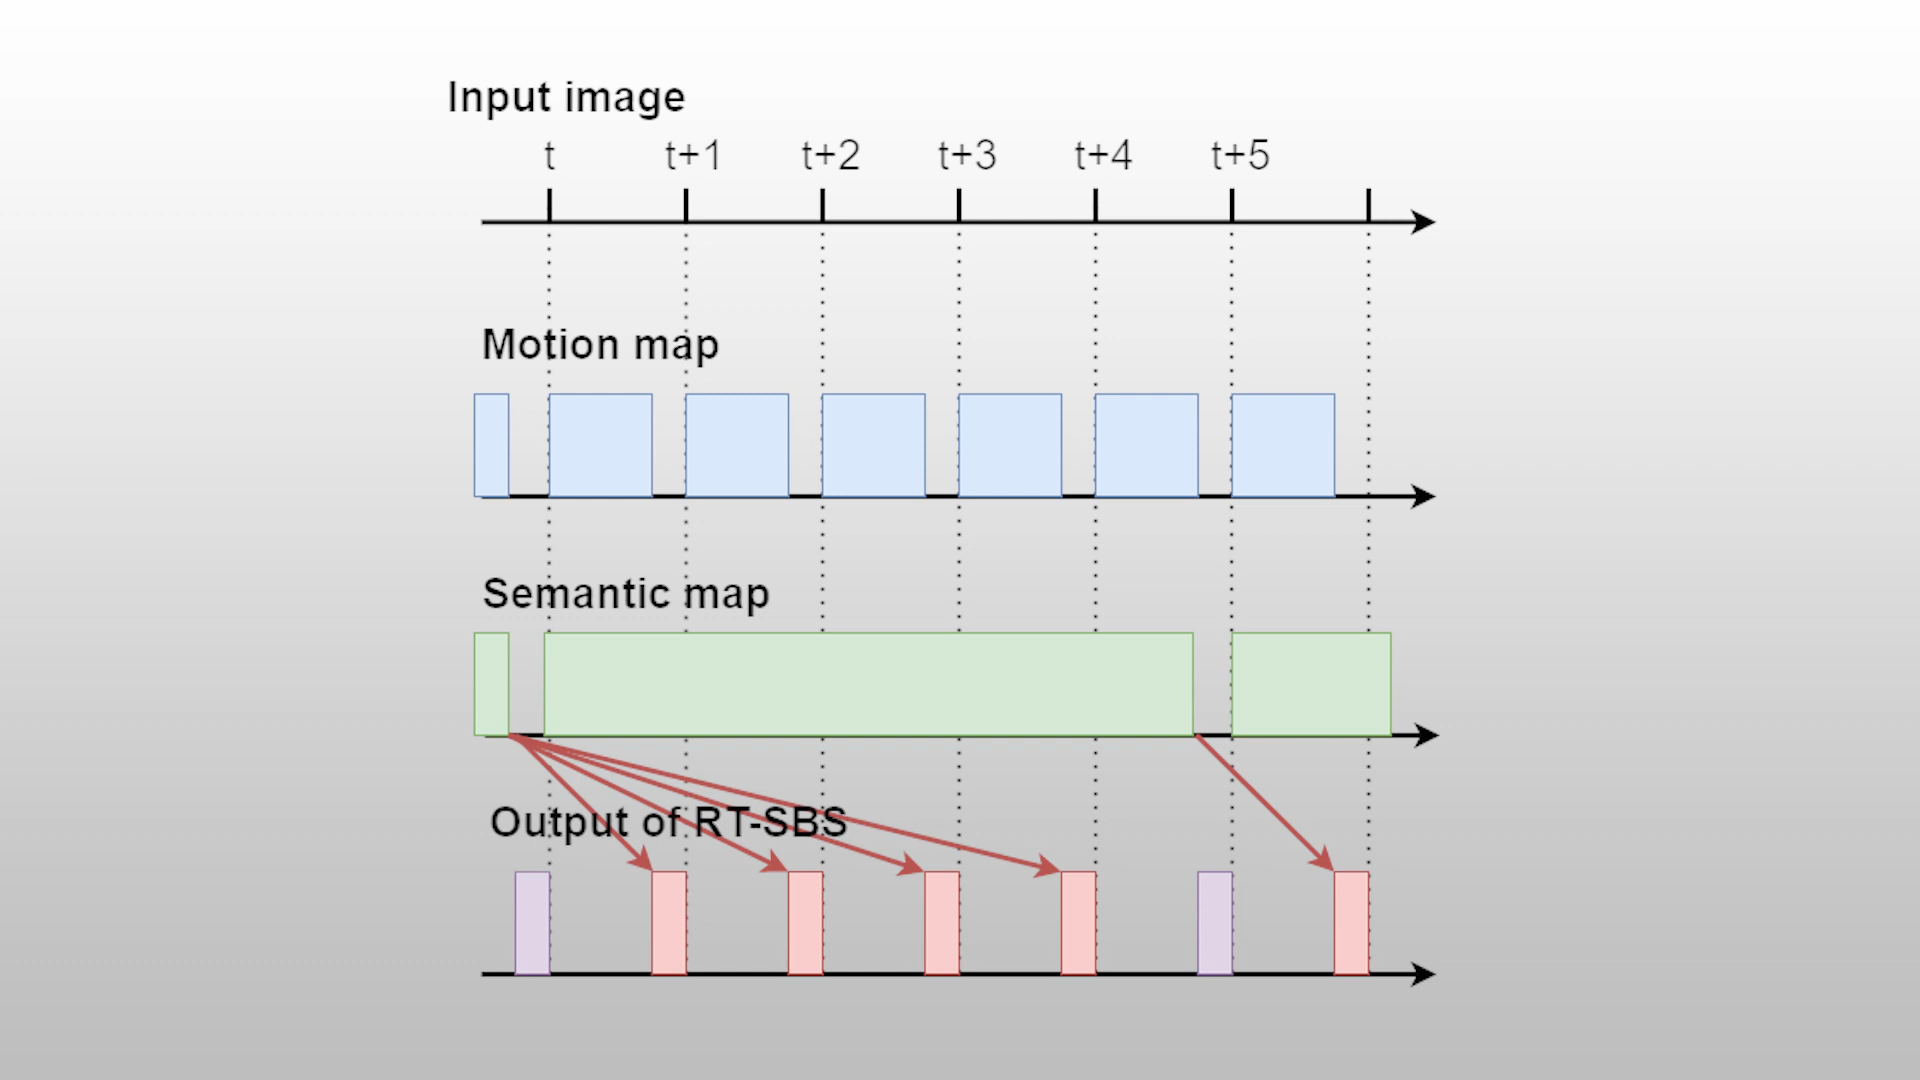 Input image
t t+1 t+2 t+3 t+4 t+5
Motion map
Semantic map
Output of RT-SBS